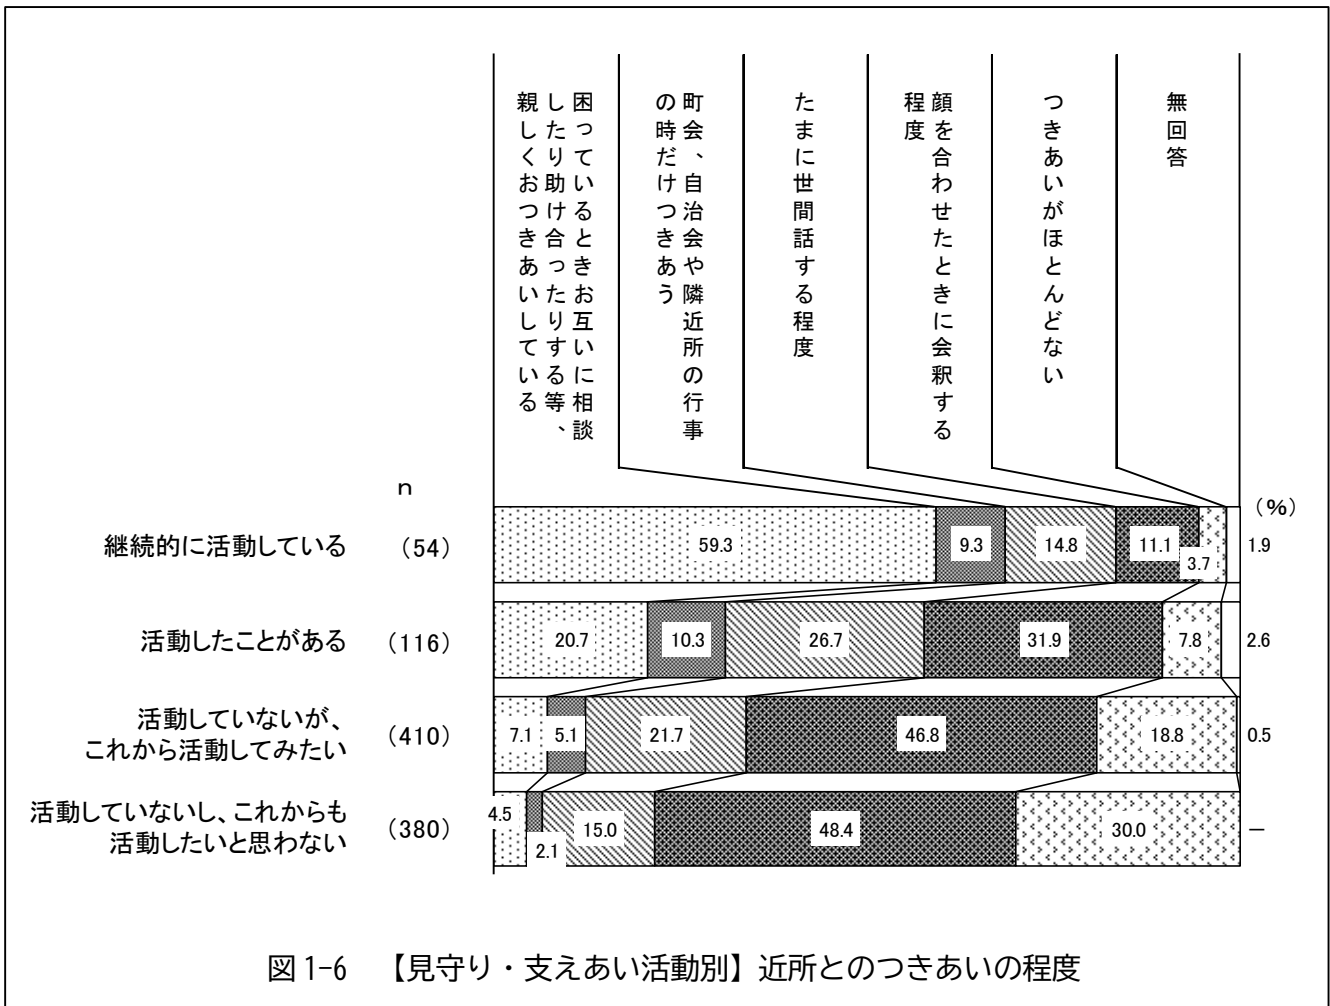 困っているときお互いに相談
したり助け合ったりする等、
親しくおつきあいしている
町会、自治会や隣近所の行事
の時だけつきあう
たまに世間話する程度
顔を合わせたときに会釈する
程度
つきあいがほとんどない
無回答
n
(%)
継続的に活動している (54) 59.3 9.3 14.8 11.1 3.7 1.9
活動したことがある (116) 20.7 10.3 26.7 31.9 7.8 2.6
活動していないが、
これから活動してみたい (410) 7.1 5.1 21.7 46.8 18.8 0.5
活動していないし、これからも
活動したいと思わない (380) 4.5 2.1 15.0 48.4 30.0 －
図1-6 【見守り・支えあい活動別】近所とのつきあいの程度